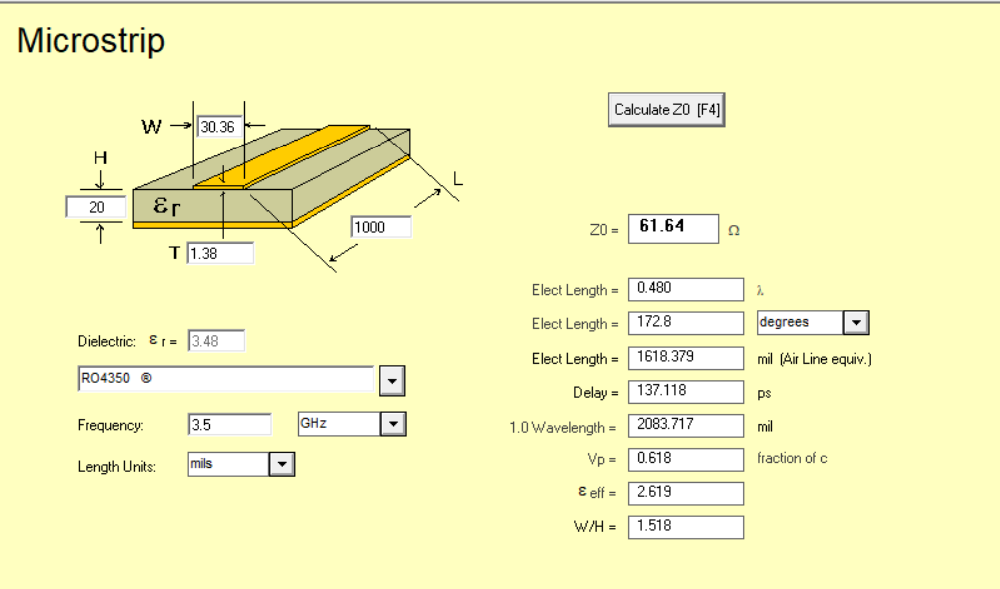 Microstrip
Calculate Z0 [F4]
W 30.36
H
20
εr
L
1000
T 1.38
Z0 = 61.64 Ω
Elect Length = 0.480 λ
Elect Length = 172.8 degrees
Elect Length = 1618.379 mil (Air Line equiv.)
Delay = 137.118 ps
1.0 Wavelength = 2083.717 mil
Vp = 0.618 fraction of c
ε eff = 2.619
W/H = 1.518
Dielectric: ε r = 3.48
RO4350 ®
Frequency: 3.5 GHz
Length Units: mils